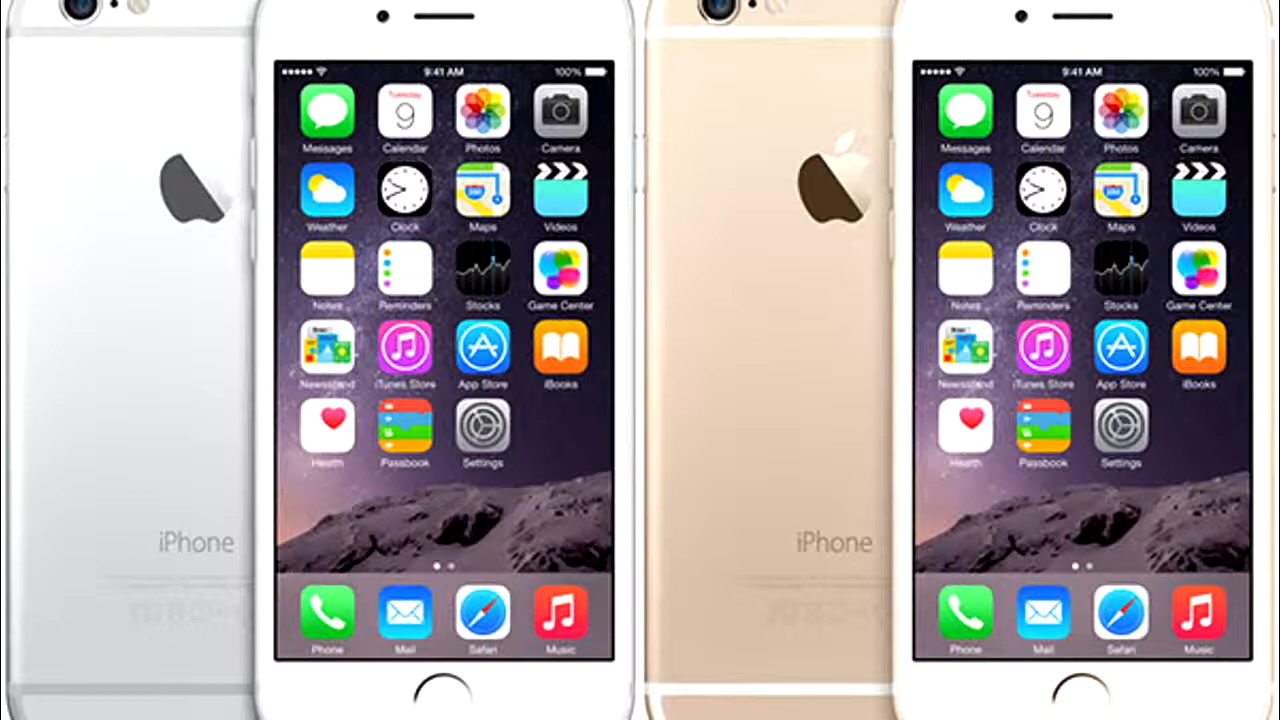 9:41 AM 100%
Tuesday
9
Messages Calendar Photos Camera
Weather Clock Maps Videos
Notes Reminders Stocks Game Center
Newsstand iTunes Store App Store iBooks
Health Passbook Settings
iPhone
Phone Mail Safari Music
9:41 AM 100%
Tuesday
9
Messages Calendar Photos Camera
Weather Clock Maps Videos
Notes Reminders Stocks Game Center
Newsstand iTunes Store App Store iBooks
Health Passbook Settings
iPhone
Phone Mail Safari Music